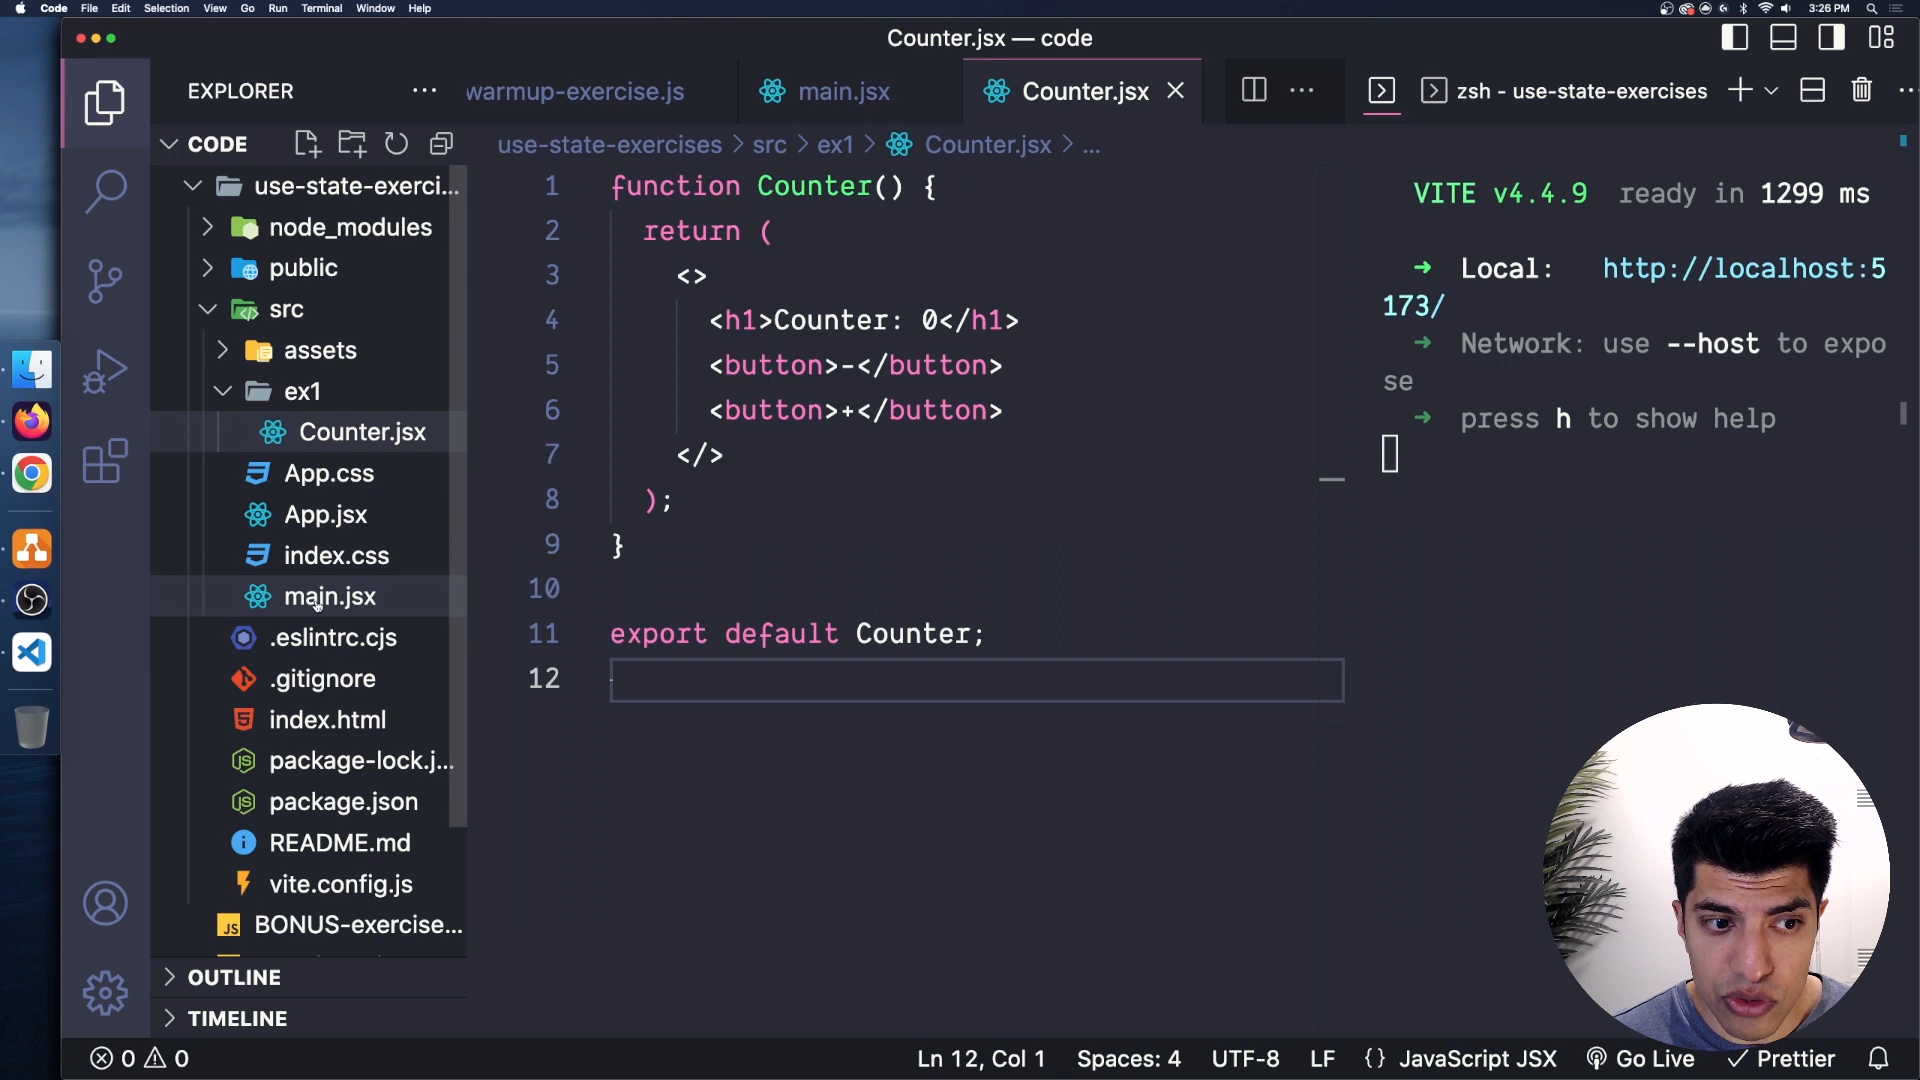 Code File Edit Selection View Go Run Terminal Window Help 3:26 PM
Counter.jsx — code
EXPLORER
warmup-exercise.js main.jsx Counter.jsx
zsh - use-state-exercises
CODE
use-state-exercises > src > ex1 > Counter.jsx > ...
use-state-exerci...
node_modules
public
src
assets
ex1
Counter.jsx
App.css
App.jsx
index.css
main.jsx
.eslintrc.cjs
.gitignore
index.html
package-lock.j...
package.json
README.md
vite.config.js
JS BONUS-exercise...
OUTLINE
TIMELINE
1 function Counter() {
2 return (
3 <>
4 <h1>Counter: 0</h1>
5 <button>-</button>
6 <button>+</button>
7 </>
8 );
9 }
10
11 export default Counter;
12
VITE v4.4.9 ready in 1299 ms
➜ Local: http://localhost:5
173/
➜ Network: use --host to expo
se
➜ press h to show help
0 0 Ln 12, Col 1 Spaces: 4 UTF-8 LF {} JavaScript JSX Go Live ✓ Prettier